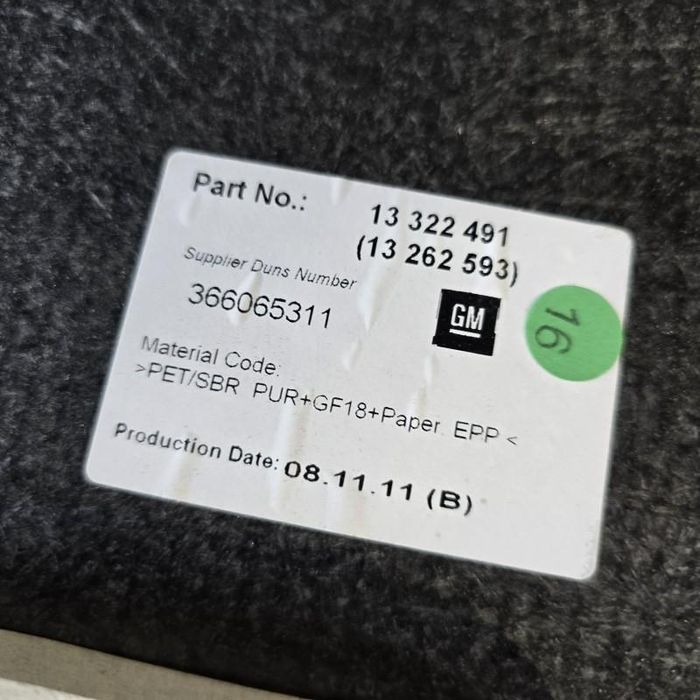 Part No.: 13 322 491
(13 262 593)
Supplier Duns Number
366065311
GM
16
Material Code:
>PET/SBR PUR+GF18+Paper. EPP<
Production Date: 08.11.11 (B)